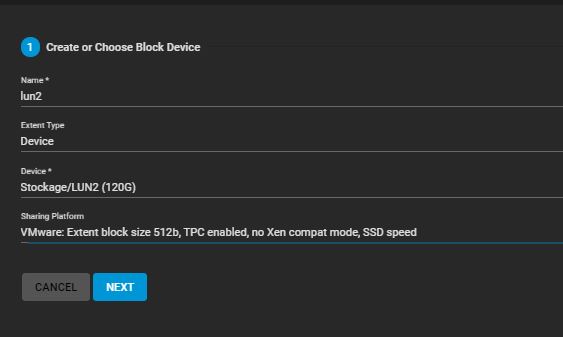 1 Create or Choose Block Device
Name *
lun2
Extent Type
Device
Device *
Stockage/LUN2 (120G)
Sharing Platform
VMware: Extent block size 512b, TPC enabled, no Xen compat mode, SSD speed
CANCEL NEXT